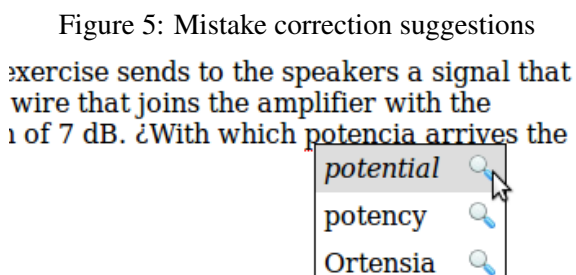 Figure 5: Mistake correction suggestions
exercise sends to the speakers a signal that
wire that joins the amplifier with the
of 7 dB. ¿With which potencia arrives the
potential
potency
Ortensia